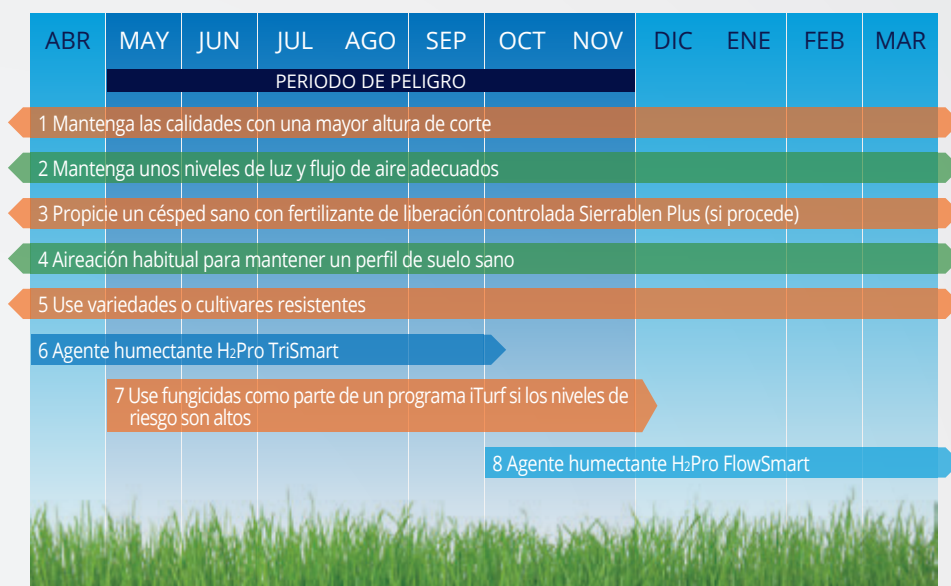 ABR MAY JUN JUL AGO SEP OCT NOV DIC ENE FEB MAR
PERIODO DE PELIGRO
1 Mantenga las calidades con una mayor altura de corte
2 Mantenga unos niveles de luz y flujo de aire adecuados
3 Propicie un césped sano con fertilizante de liberación controlada Sierrablen Plus (si procede)
4 Aireación habitual para mantener un perfil de suelo sano
5 Use variedades o cultivares resistentes
6 Agente humectante H₂Pro TriSmart
7 Use fungicidas como parte de un programa iTurf si los niveles de
riesgo son altos
8 Agente humectante H₂Pro FlowSmart